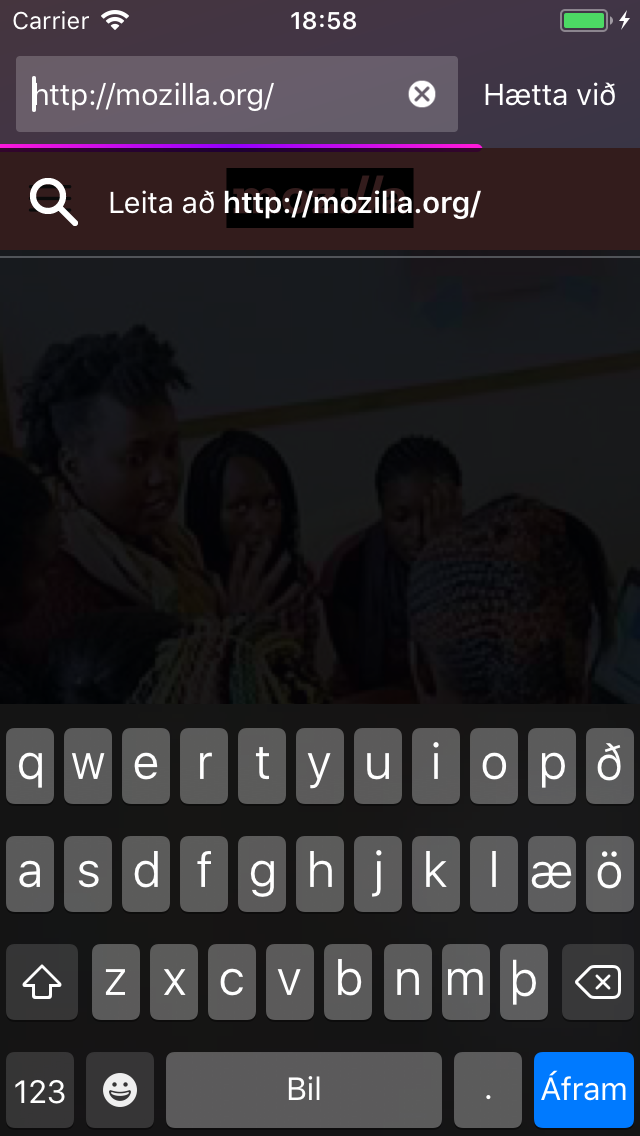 Carrier 18:58
http://mozilla.org/ Hætta við
Leita að http://mozilla.org/
q w e r t y u i o p ð
a s d f g h j k l æ ö
z x c v b n m þ
123 Bil . Áfram